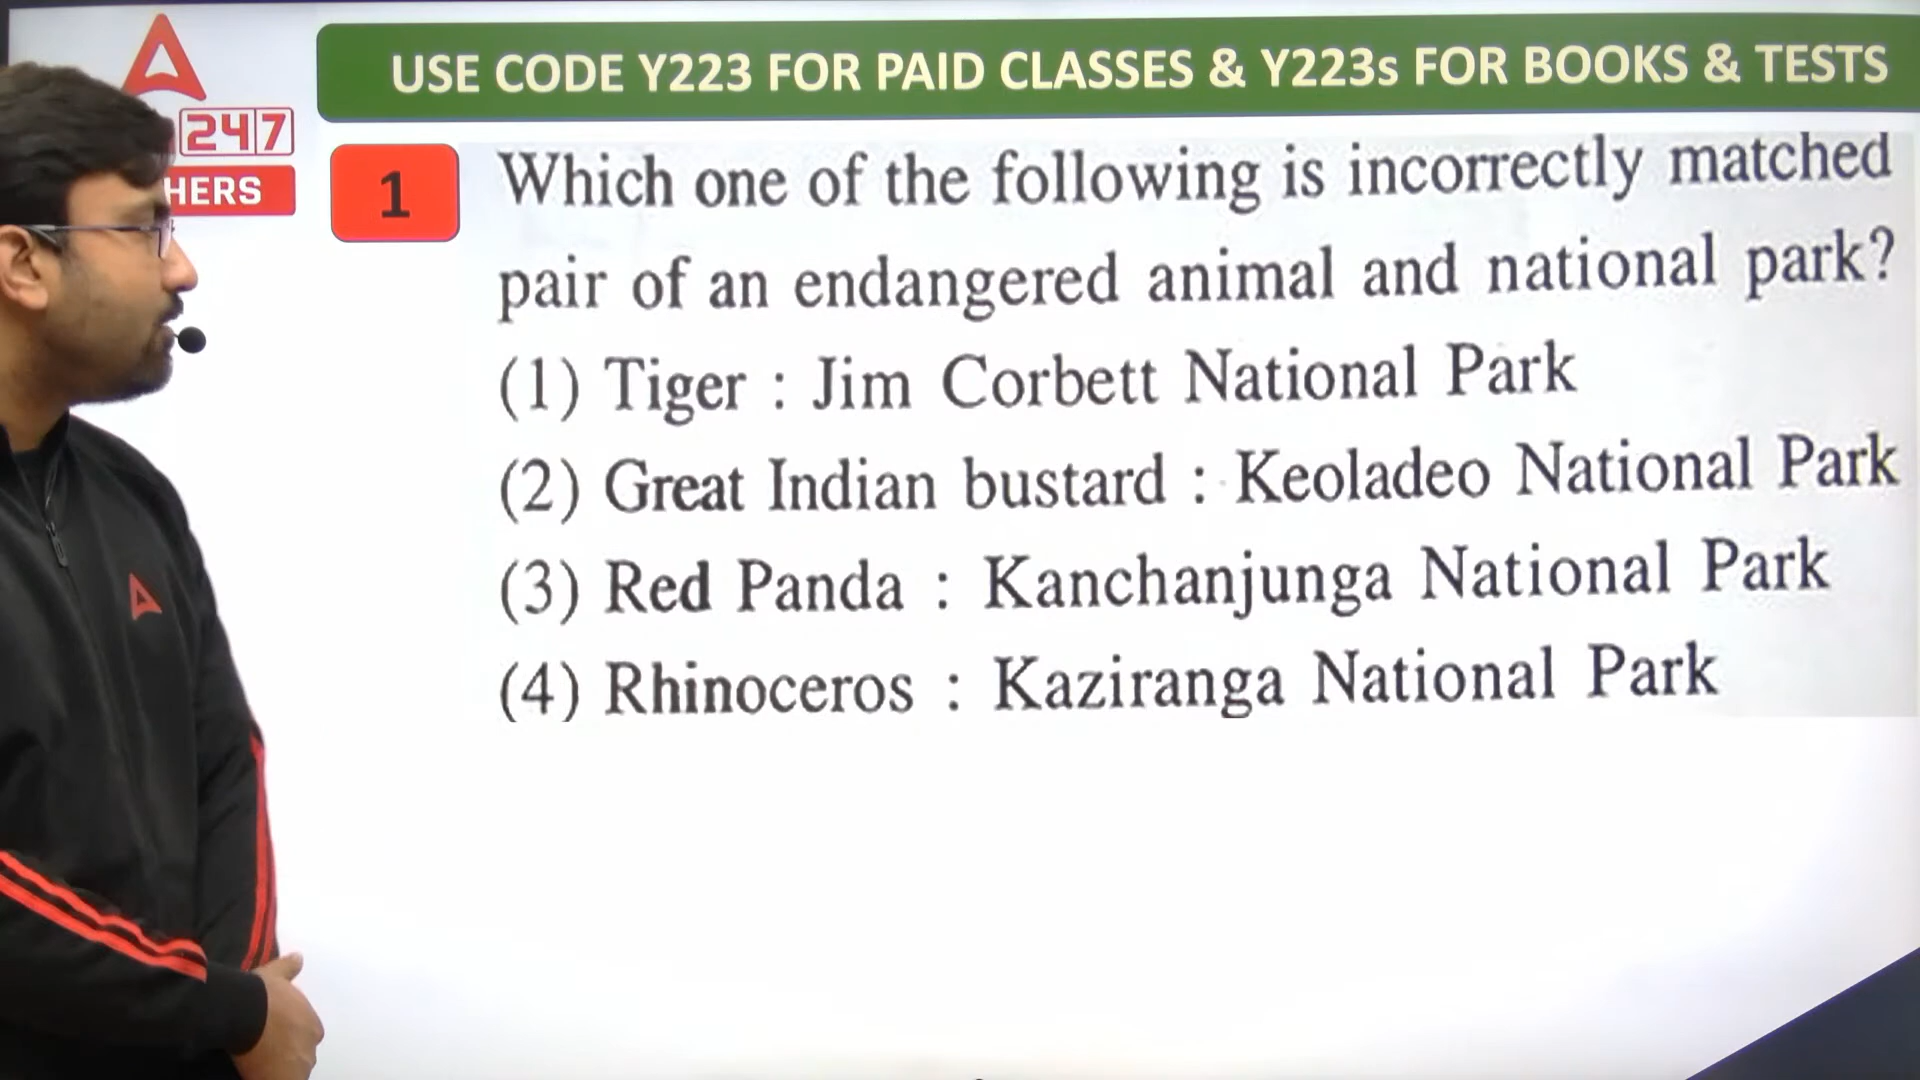 USE CODE Y223 FOR PAID CLASSES & Y223s FOR BOOKS & TESTS
247
HERS
1
Which one of the following is incorrectly matched
pair of an endangered animal and national park?
(1) Tiger : Jim Corbett National Park
(2) Great Indian bustard : Keoladeo National Park
(3) Red Panda : Kanchanjunga National Park
(4) Rhinoceros : Kaziranga National Park